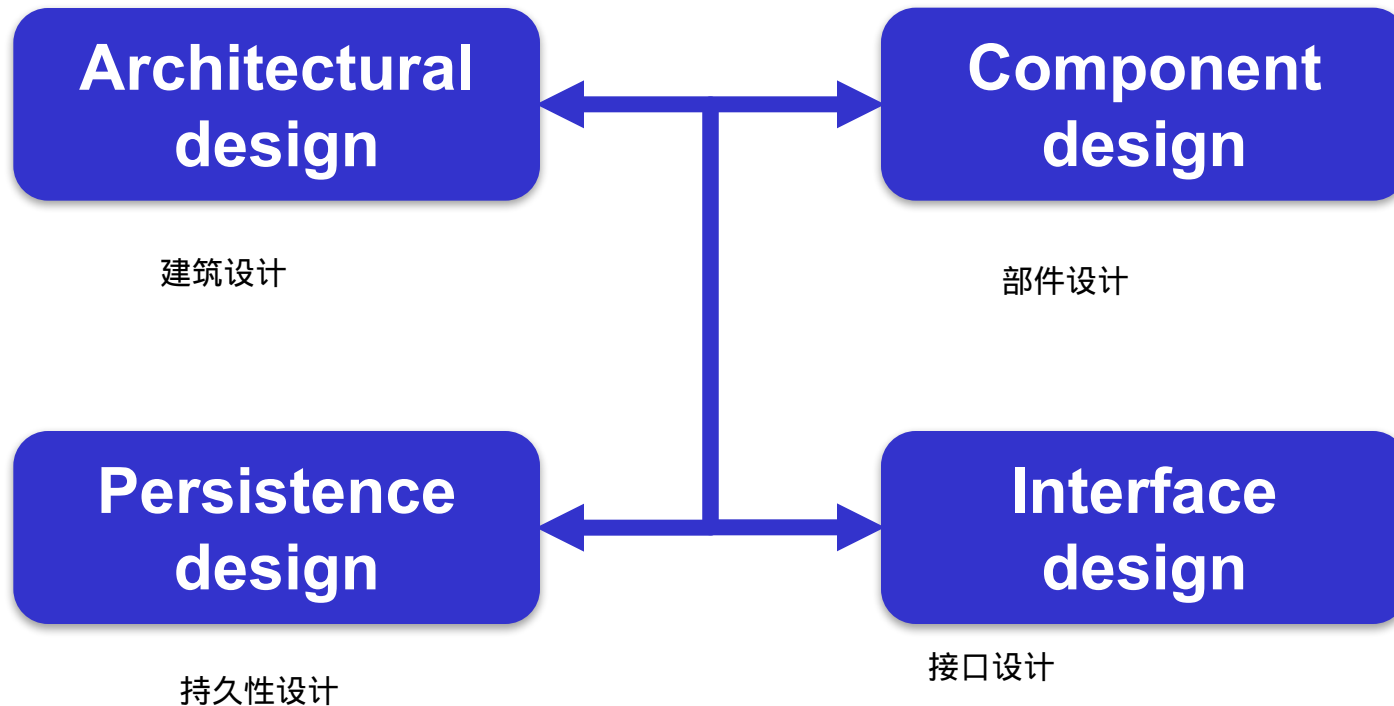 Architectural
design
Component
design
建筑设计
部件设计
Persistence
design
Interface
design
持久性设计
接口设计